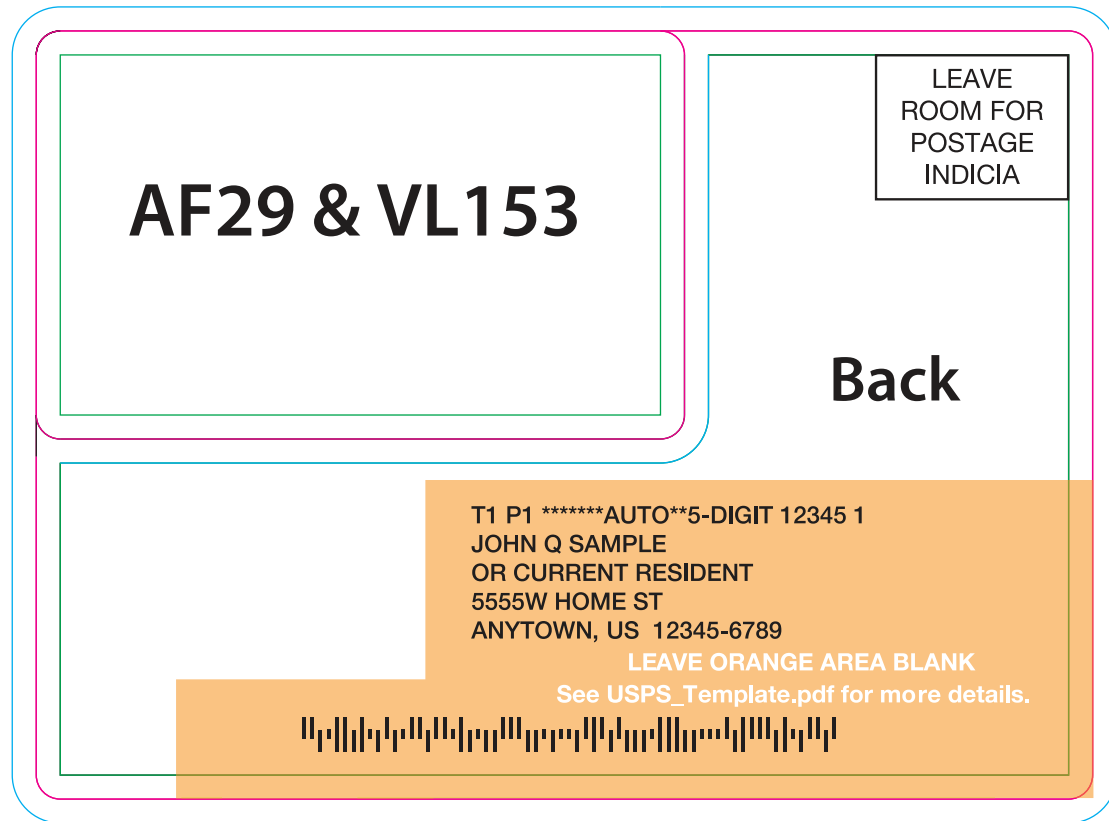 LEAVE
ROOM FOR
POSTAGE
INDICIA
AF29 & VL153
Back
T1 P1 *******AUTO**5-DIGIT 12345 1
JOHN Q SAMPLE
OR CURRENT RESIDENT
5555W HOME ST
ANYTOWN, US  12345-6789
LEAVE ORANGE AREA BLANK
See USPS_Template.pdf for more details.